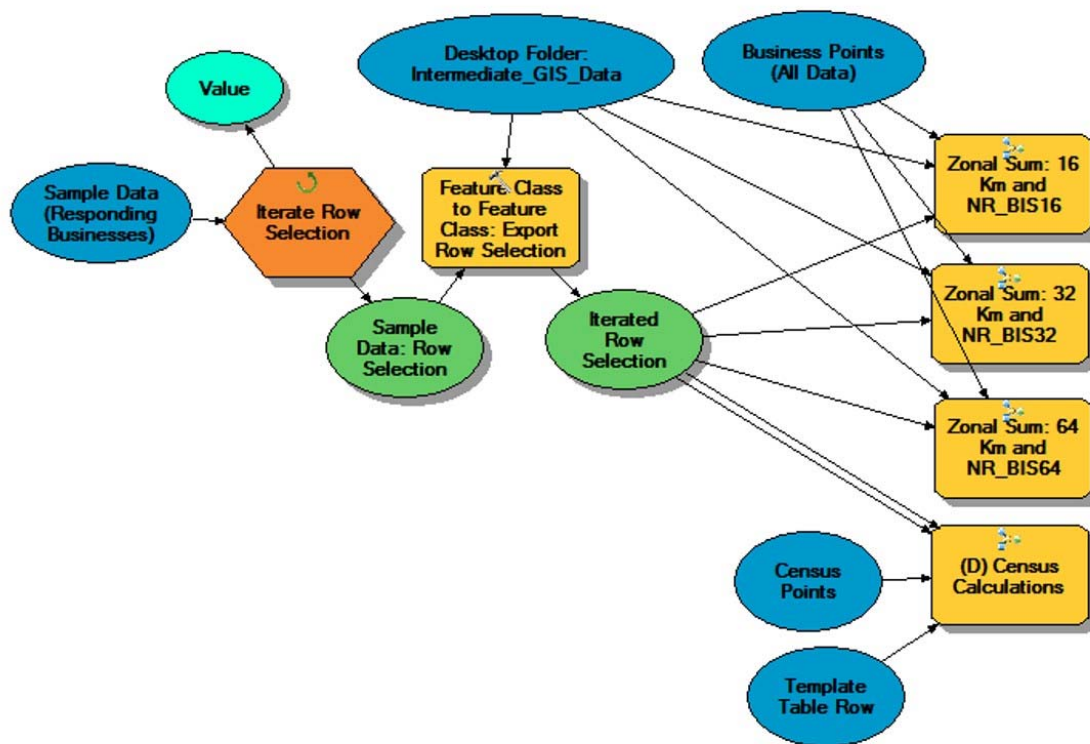 Desktop Folder:
Intermediate_GIS_Data
Business Points
(All Data)
Value
Sample Data
(Responding
Businesses)
Iterate Row
Selection
Feature Class
to Feature
Class: Export
Row Selection
Zonal Sum: 16
Km and
NR_BIS16
Sample
Data: Row
Selection
Iterated
Row
Selection
Zonal Sum: 32
Km and
NR_BIS32
Zonal Sum: 64
Km and
NR_BIS64
Census
Points
(D) Census
Calculations
Template
Table Row